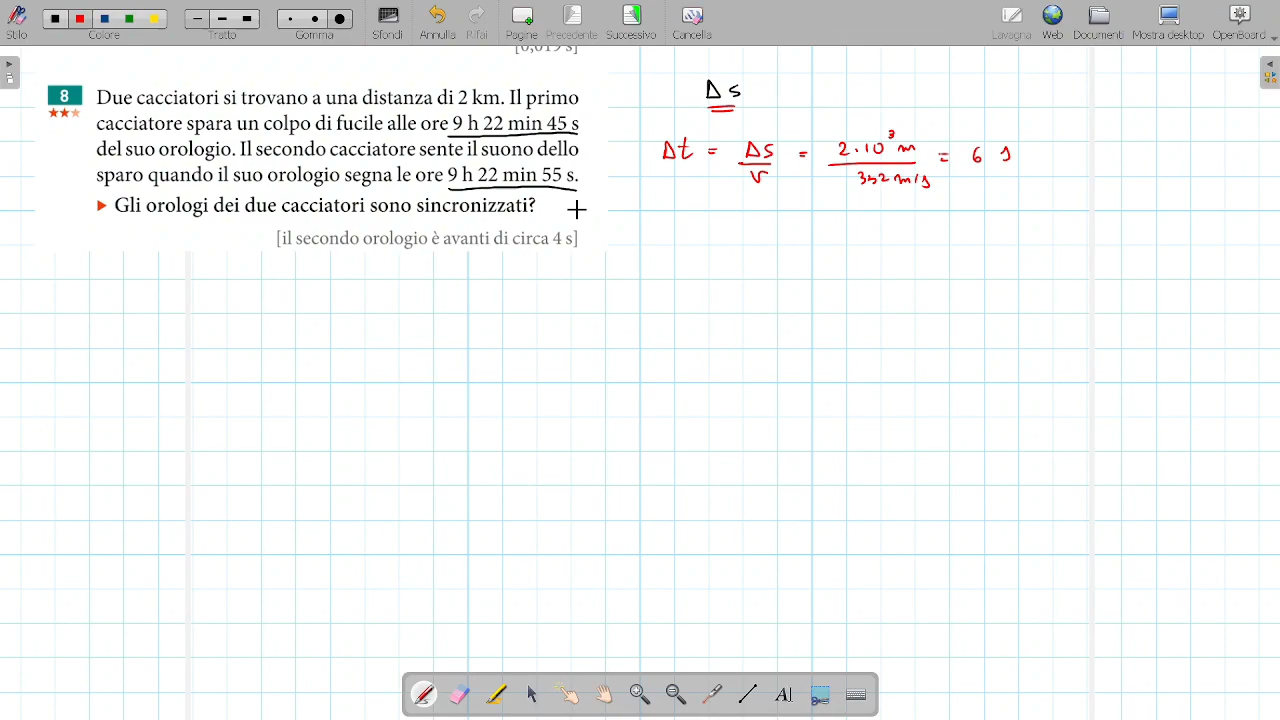 Stilo
Colore
Tratto
Gomma
Sfondi
Annulla
Rifai
Pagine
Precedente
Successivo
Cancella
Lavagna
Web
Documenti
Mostra desktop
OpenBoard
[0,019 s]
8
Due cacciatori si trovano a una distanza di 2 km. Il primo
cacciatore spara un colpo di fucile alle ore 9 h 22 min 45 s
del suo orologio. Il secondo cacciatore sente il suono dello
sparo quando il suo orologio segna le ore 9 h 22 min 55 s.
Gli orologi dei due cacciatori sono sincronizzati?
[il secondo orologio è avanti di circa 4 s]
Δ s
Δt = Δs / v = 2·10³ m / 332 m/s = 6 s